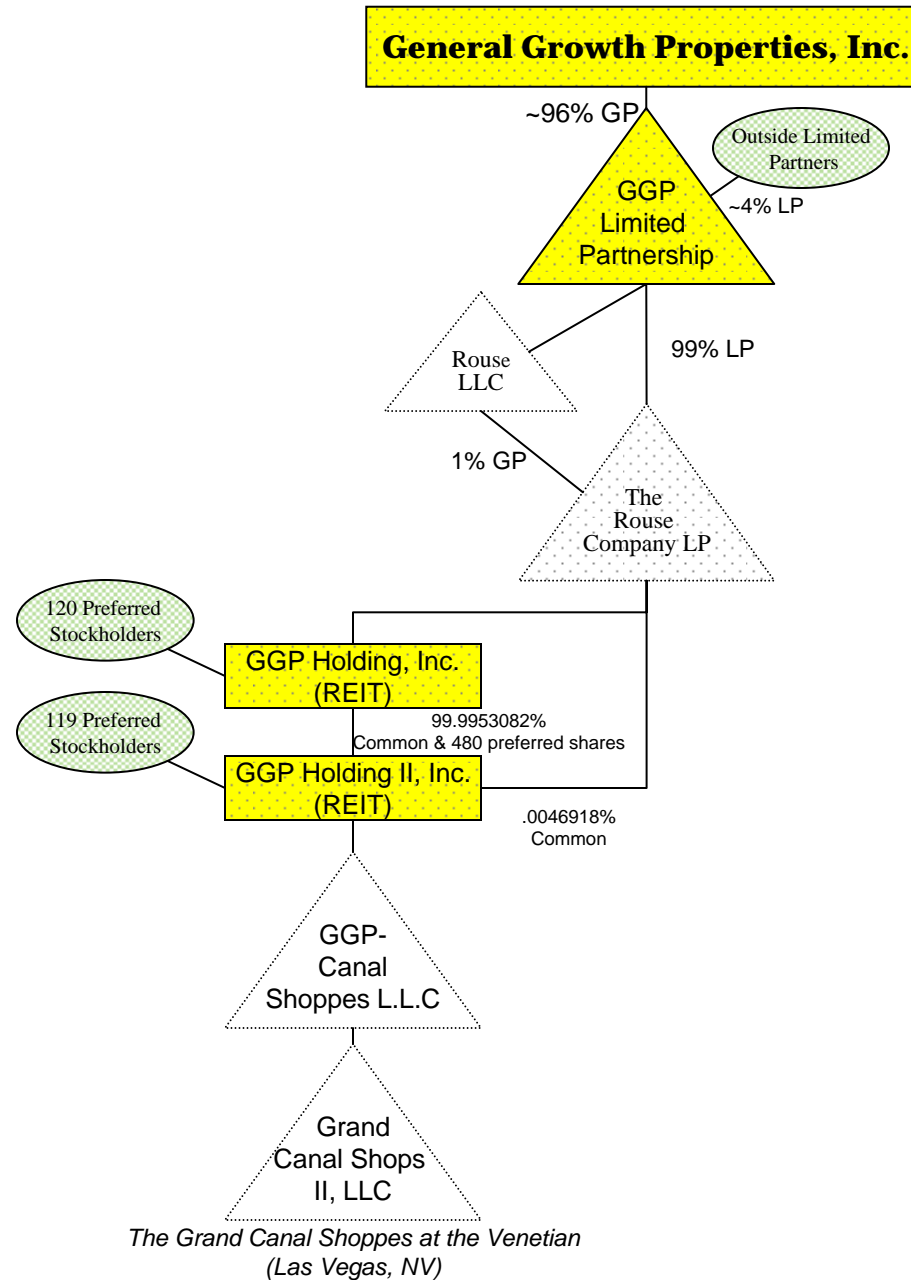 General Growth Properties, Inc.
~96% GP
Outside Limited
Partners
GGP
Limited
Partnership
~4% LP
Rouse
LLC
99% LP
1% GP
The
Rouse
Company LP
120 Preferred
Stockholders
GGP Holding, Inc.
(REIT)
119 Preferred
Stockholders
99.9953082%
Common & 480 preferred shares
GGP Holding II, Inc.
(REIT)
.0046918%
Common
GGP-
Canal
Shoppes L.L.C
Grand
Canal Shops
II, LLC
The Grand Canal Shoppes at the Venetian
(Las Vegas, NV)